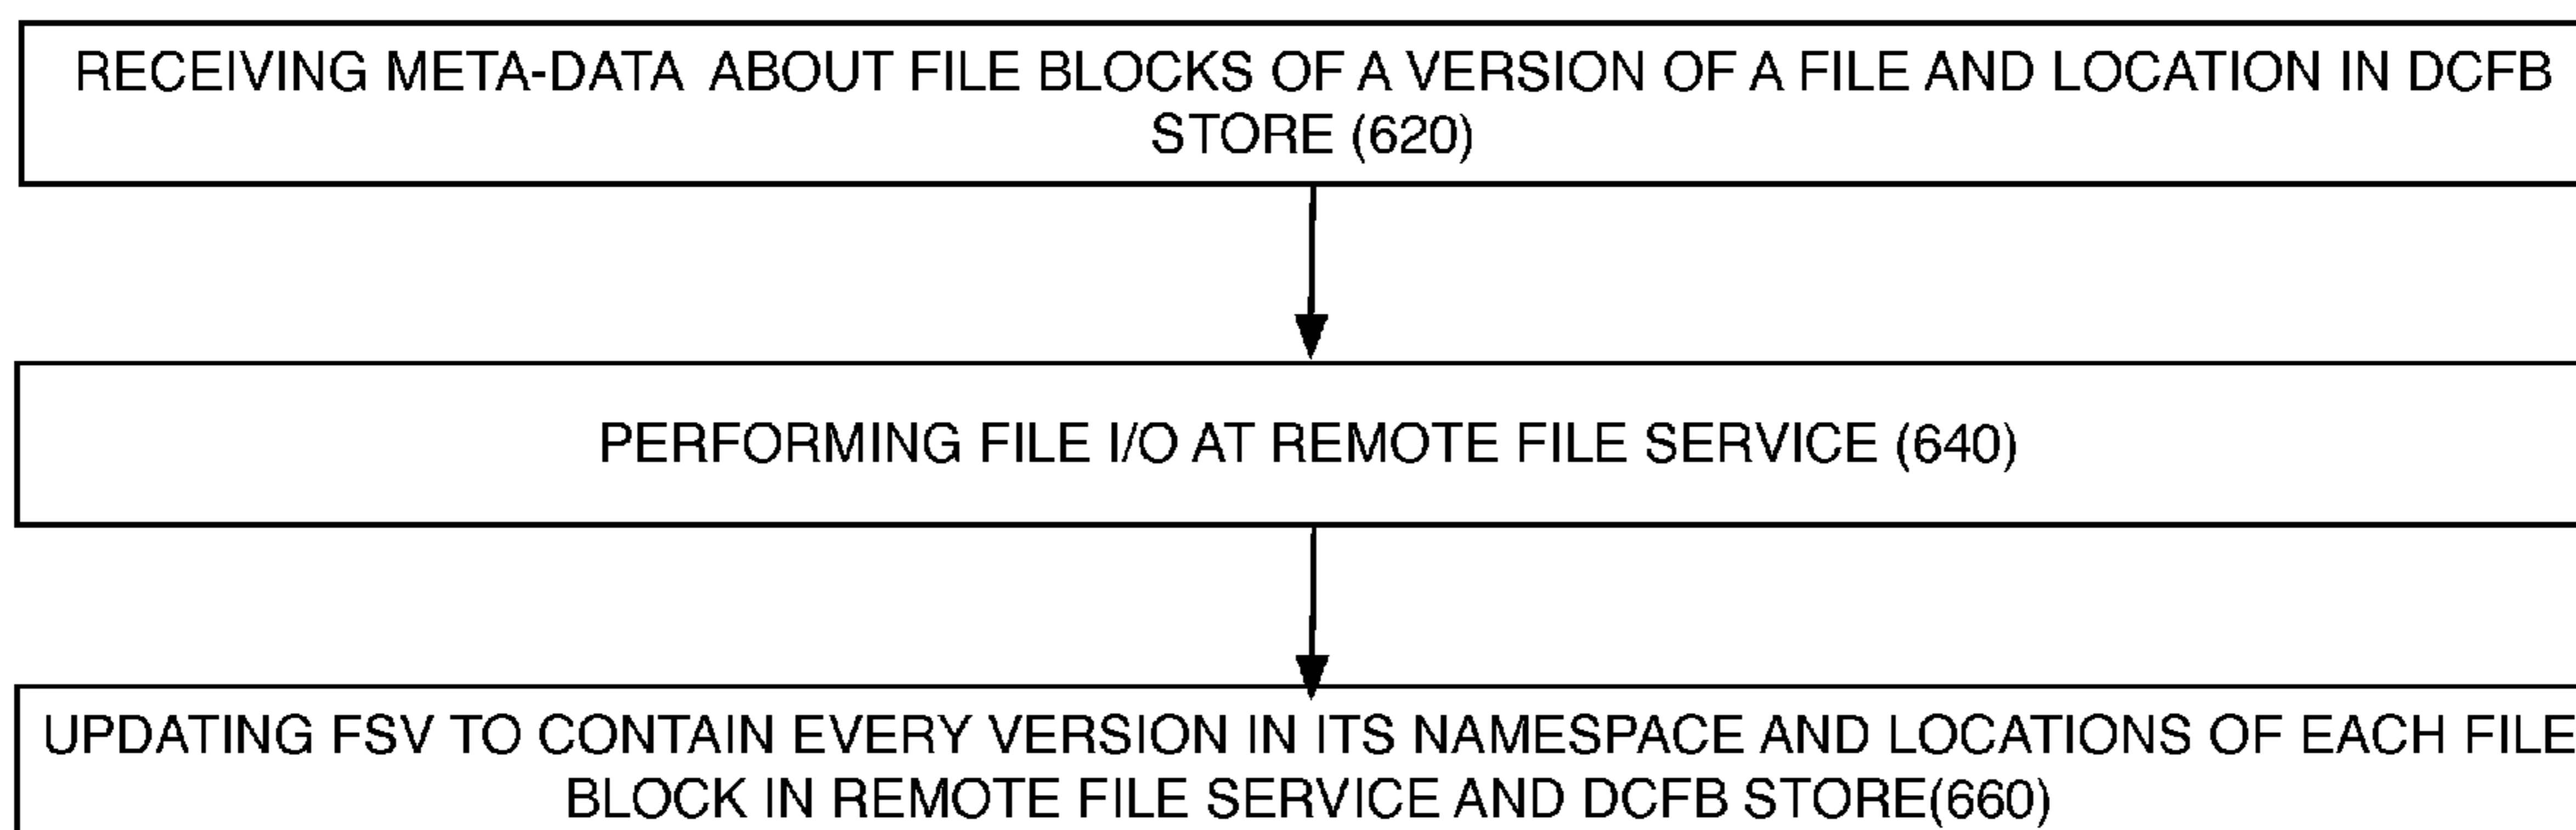 RECEIVING META-DATA ABOUT FILE BLOCKS OF A VERSION OF A FILE AND LOCATION IN DCFB
STORE (620)
PERFORMING FILE I/O AT REMOTE FILE SERVICE (640)
UPDATING FSV TO CONTAIN EVERY VERSION IN ITS NAMESPACE AND LOCATIONS OF EACH FILE
BLOCK IN REMOTE FILE SERVICE AND DCFB STORE(660)